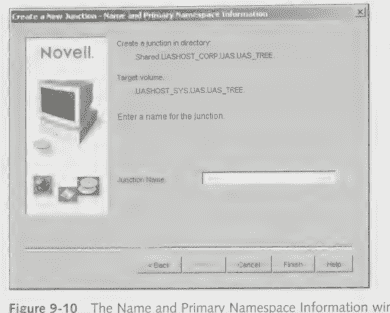 Create a New Junction - Name and Primary Namespace Information
Novell.
Create a junction in directory:
Shared.UASHOST_CORP.UAS.UAS_TREE
Target volume:
UASHOST_SYS.UAS.UAS_TREE
Enter a name for the junction.
Junction Name:
< Back
Cancel
Finish
Help
Figure 9-10 The Name and Primary Namespace Information